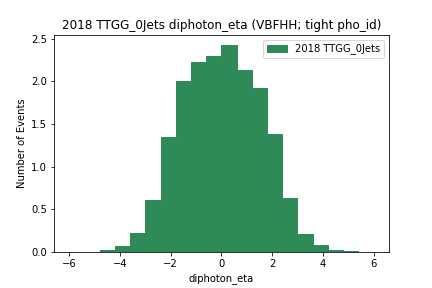 2018 TTGG_0Jets diphoton_eta (VBFHH; tight pho_id)
2018 TTGG_0Jets
Number of Events
2.5
2.0
1.5
1.0
0.5
0.0
−6 −4 −2 0 2 4 6
diphoton_eta